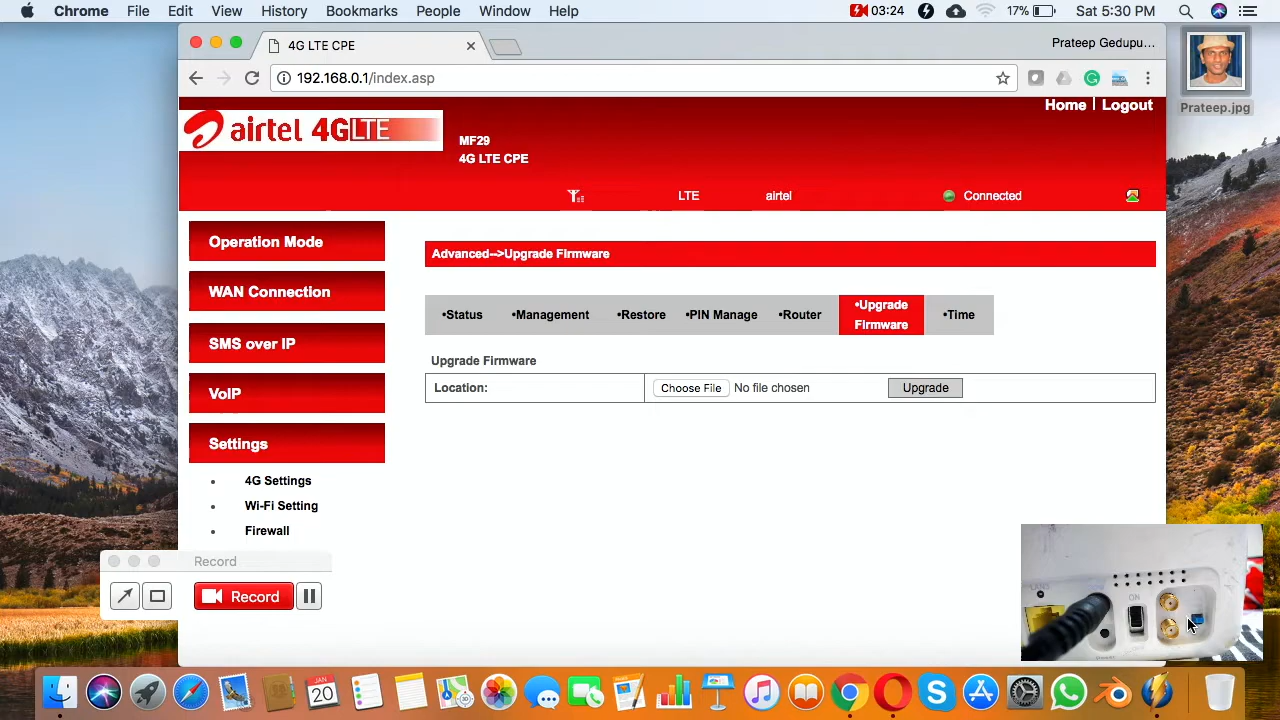 Chrome File Edit View History Bookmarks People Window Help 03:24 17% Sat 5:30 PM
4G LTE CPE
Prateep Gedupu...
192.168.0.1/index.asp
Prateep.jpg
Home | Logout
airtel 4GLTE
MF29
4G LTE CPE
LTE airtel Connected
Operation Mode
Advanced-->Upgrade Firmware
WAN Connection
•Status •Management •Restore •PIN Manage •Router •Upgrade Firmware •Time
SMS over IP
Upgrade Firmware
Location: Choose File No file chosen Upgrade
VoIP
Settings
4G Settings
Wi-Fi Setting
Firewall
Record
Record
ON
JAN
20